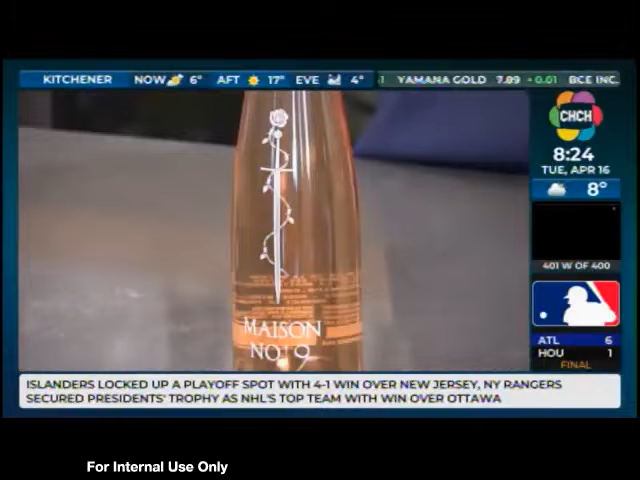 KITCHENER NOW 6° AFT 17° EVE 4° YAMANA GOLD 7.89 +0.01 BCE INC.
CHCH
8:24
TUE, APR 16
8°
401 W OF 400
ATL 6
HOU 1
FINAL
MAISON
NO. 9
ISLANDERS LOCKED UP A PLAYOFF SPOT WITH 4-1 WIN OVER NEW JERSEY, NY RANGERS
SECURED PRESIDENTS' TROPHY AS NHL'S TOP TEAM WITH WIN OVER OTTAWA
For Internal Use Only